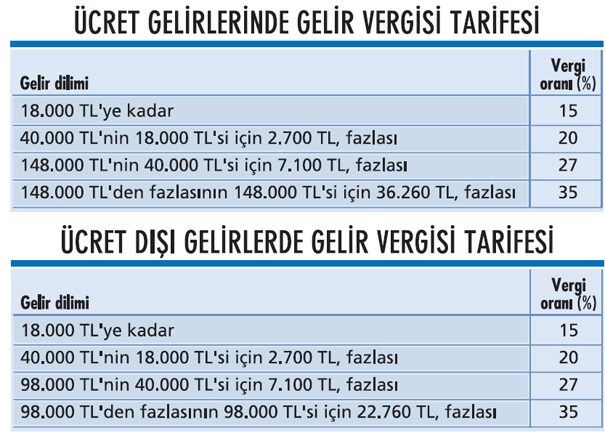 ÜCRET GELİRLERİNDE GELİR VERGİSİ TARİFESİ
Gelir dilimi Vergi oranı (%)
18.000 TL'ye kadar 15
40.000 TL'nin 18.000 TL'si için 2.700 TL, fazlası 20
148.000 TL'nin 40.000 TL'si için 7.100 TL, fazlası 27
148.000 TL'den fazlasının 148.000 TL'si için 36.260 TL, fazlası 35
ÜCRET DIŞI GELİRLERDE GELİR VERGİSİ TARİFESİ
Gelir dilimi Vergi oranı (%)
18.000 TL'ye kadar 15
40.000 TL'nin 18.000 TL'si için 2.700 TL, fazlası 20
98.000 TL'nin 40.000 TL'si için 7.100 TL, fazlası 27
98.000 TL'den fazlasının 98.000 TL'si için 22.760 TL, fazlası 35